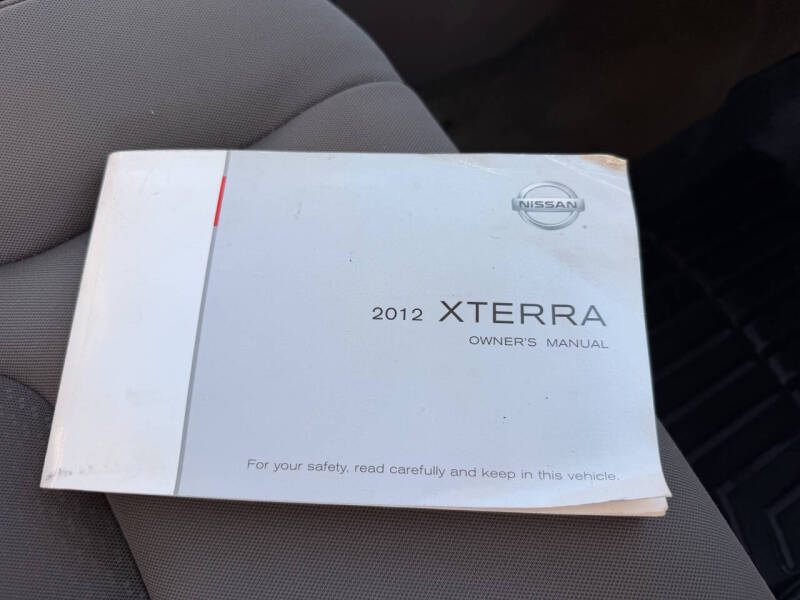 NISSAN
2012 XTERRA
OWNER'S MANUAL
For your safety, read carefully and keep in this vehicle.